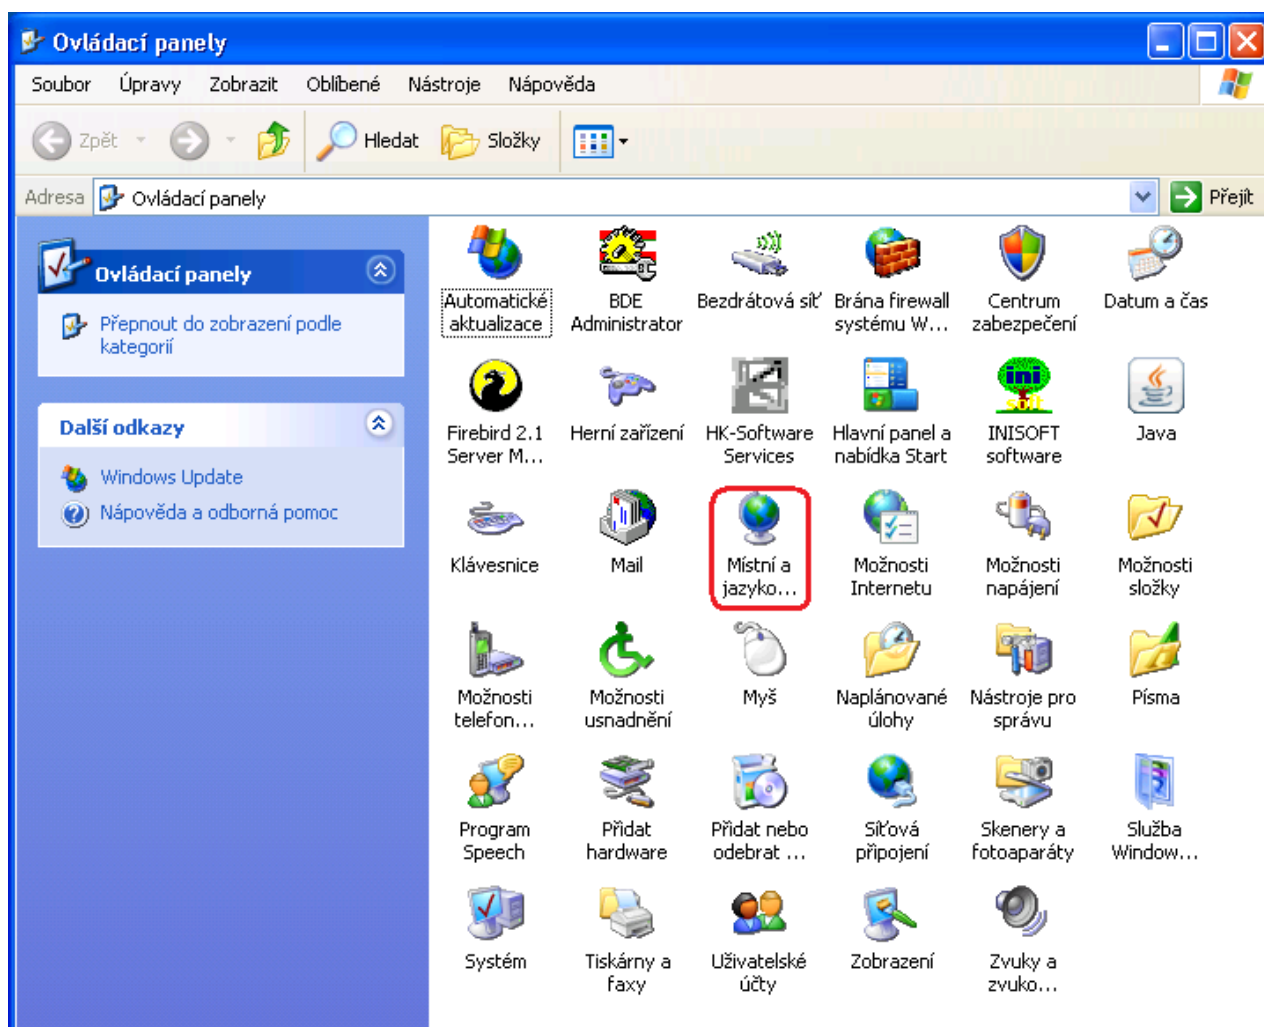 Ovládací panely
Soubor Úpravy Zobrazit Oblíbené Nástroje Nápověda
Zpět Hledat Složky
Adresa Ovládací panely Přejít
Ovládací panely
Přepnout do zobrazení podle
kategorií
Další odkazy
Windows Update
Nápověda a odborná pomoc
Automatické
aktualizace
BDE
Administrator
Bezdrátová síť
Brána firewall
systému W...
Centrum
zabezpečení
Datum a čas
Firebird 2.1
Server M...
Herní zařízení
HK-Software
Services
Hlavní panel a
nabídka Start
ini
soft
INISOFT
software
Java
Klávesnice
Mail
Místní a
jazyko...
Možnosti
Internetu
Možnosti
napájení
Možnosti
složky
Možnosti
telefon...
Možnosti
usnadnění
Myš
Naplánované
úlohy
Nástroje pro
správu
Písma
Program
Speech
Přidat
hardware
Přidat nebo
odebrat ...
Síťová
připojení
Skenery a
fotoaparáty
Služba
Window...
Systém
Tiskárny a
faxy
Uživatelské
účty
Zobrazení
Zvuky a
zvuko...